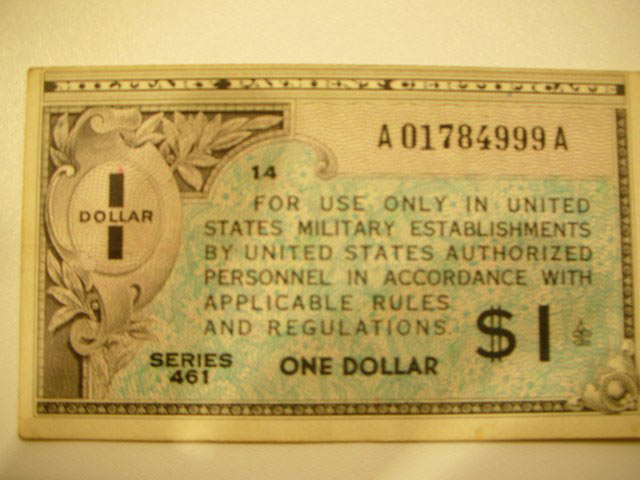 MILITARY PAYMENT CERTIFICATE
A01784999A
14
1
DOLLAR
FOR USE ONLY IN UNITED
STATES MILITARY ESTABLISHMENTS
BY UNITED STATES AUTHORIZED
PERSONNEL IN ACCORDANCE WITH
APPLICABLE RULES
AND REGULATIONS.
$1
SERIES
461
ONE DOLLAR